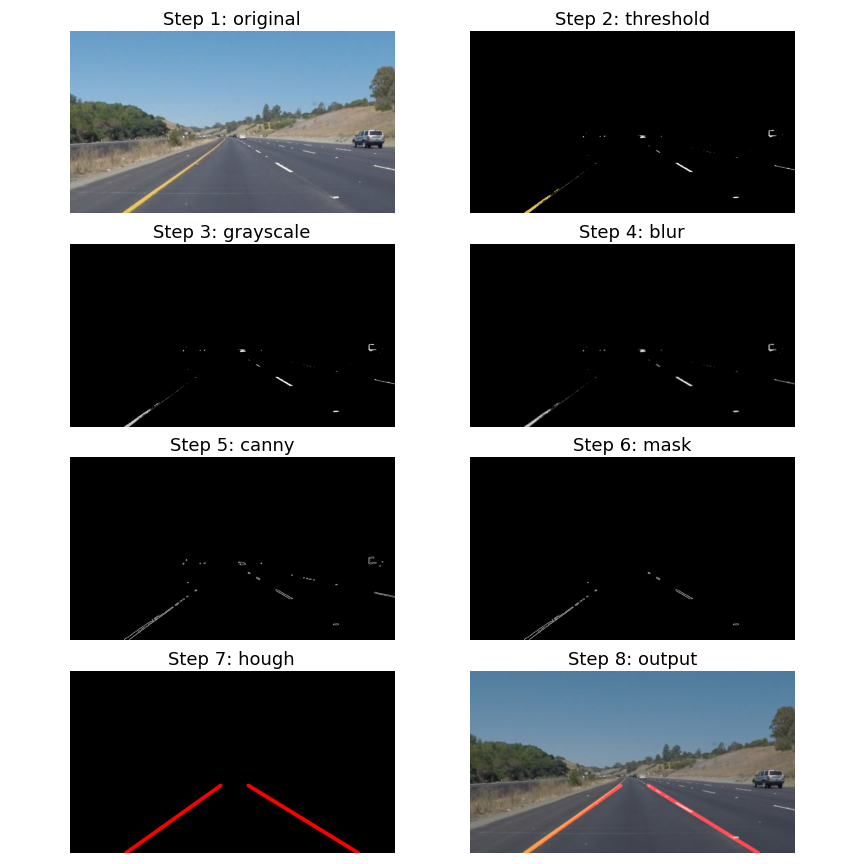 Step 1: original
Step 2: threshold
Step 3: grayscale
Step 4: blur
Step 5: canny
Step 6: mask
Step 7: hough
Step 8: output